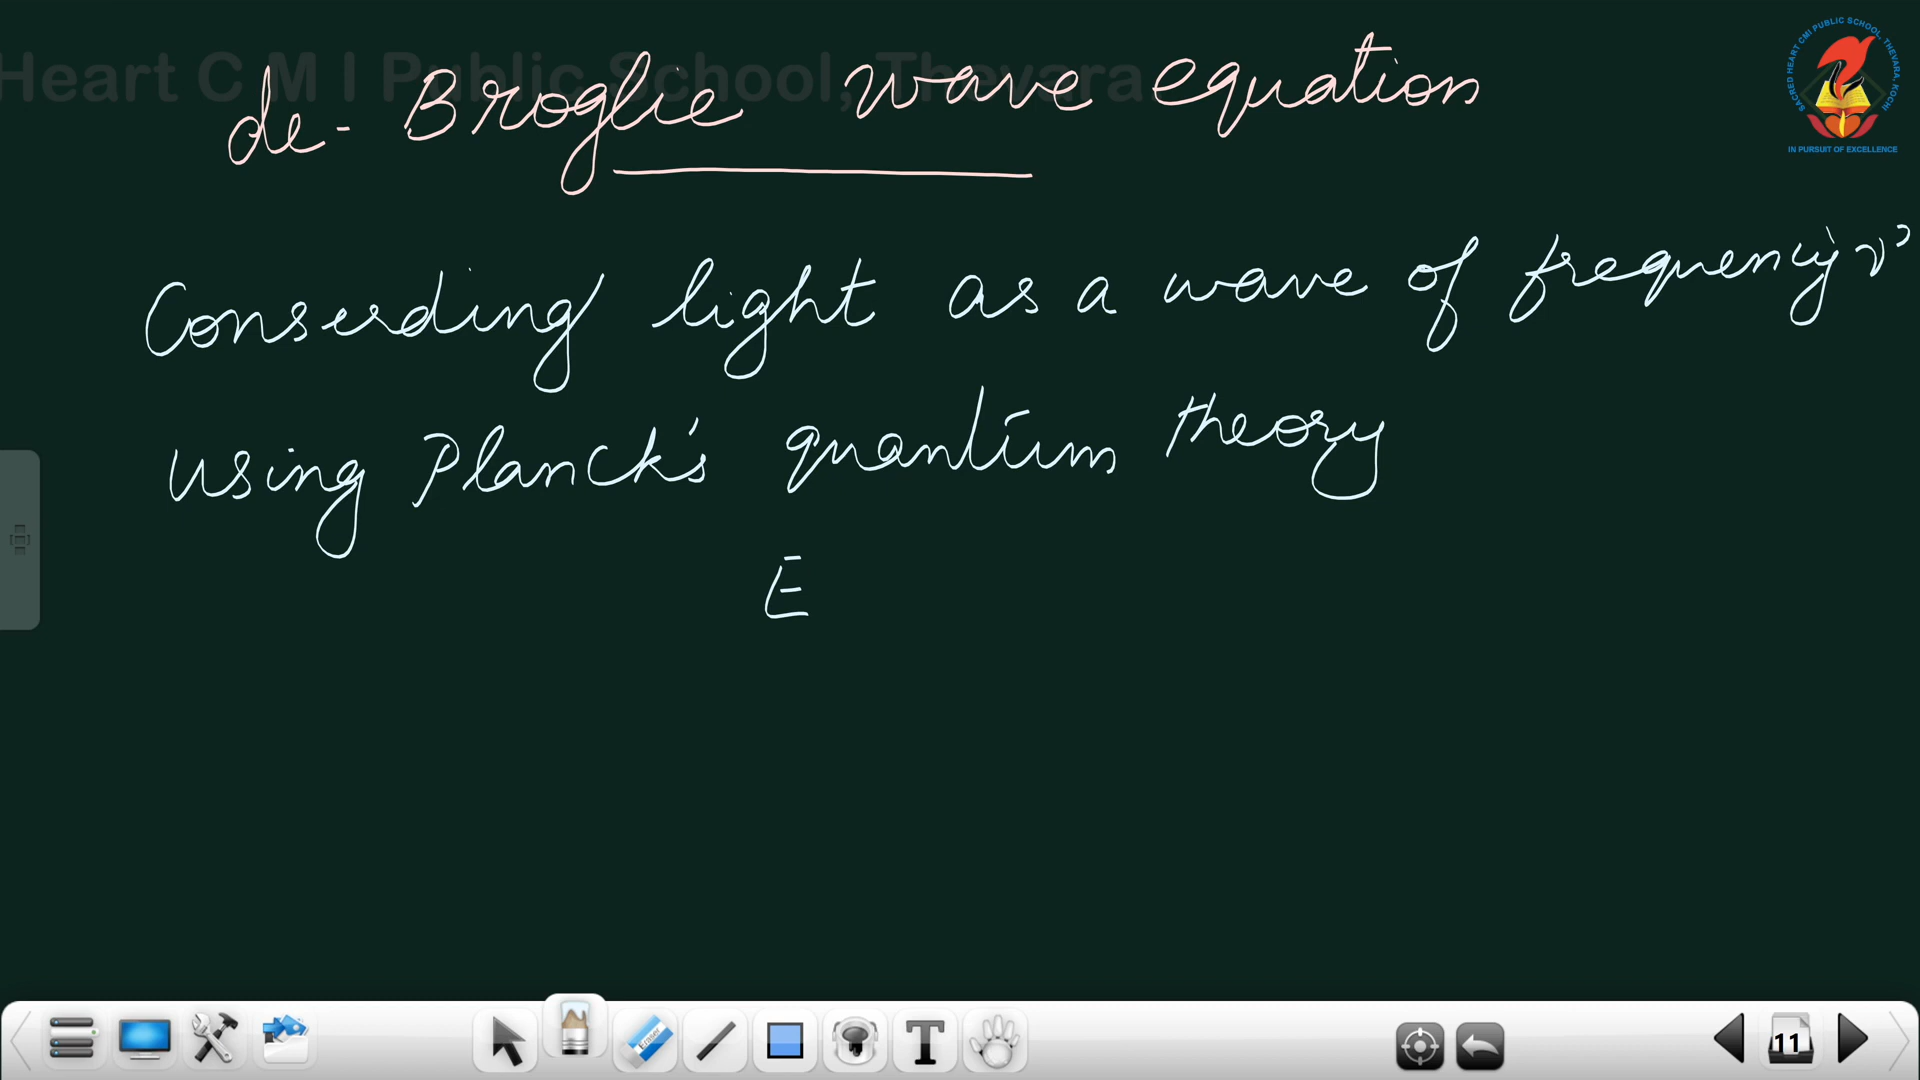 Heart C M I Public School, Thevara
de-Broglie wave equation
SACRED HEART CMI PUBLIC SCHOOL, THEVARA, KOCHI
IN PURSUIT OF EXCELLENCE
Conserding light as a wave of frequency 'ν'
using Planck's quantum theory
E
Eraser
T
11